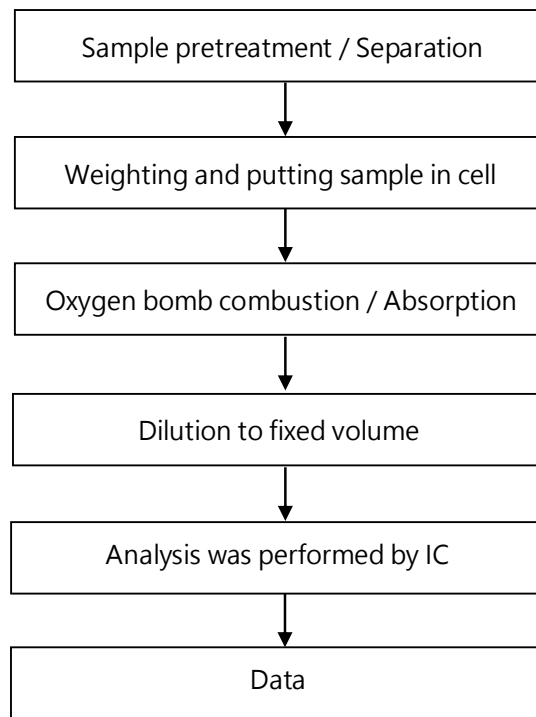 Sample pretreatment / Separation
Weighting and putting sample in cell
Oxygen bomb combustion / Absorption
Dilution to fixed volume
Analysis was performed by IC
Data